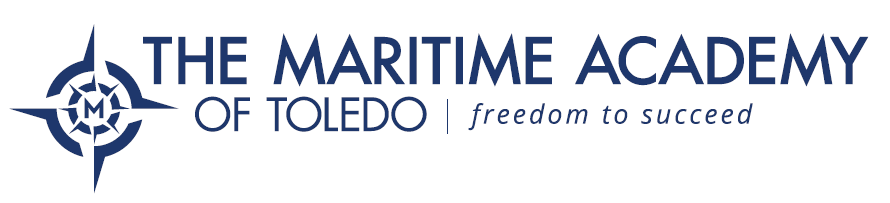 M
THE MARITIME ACADEMY
OF TOLEDO | freedom to succeed